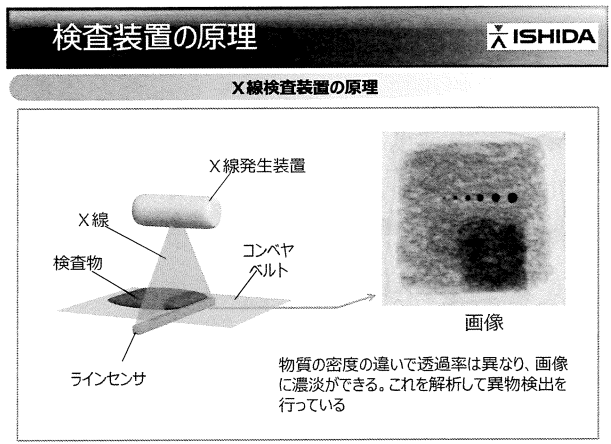 検査装置の原理
ISHIDA
X線検査装置の原理
X線発生装置
X線
コンベヤ
ベルト
検査物
ラインセンサ
画像
物質の密度の違いで透過率は異なり、画像
に濃淡ができる。これを解析して異物検出を
行っている